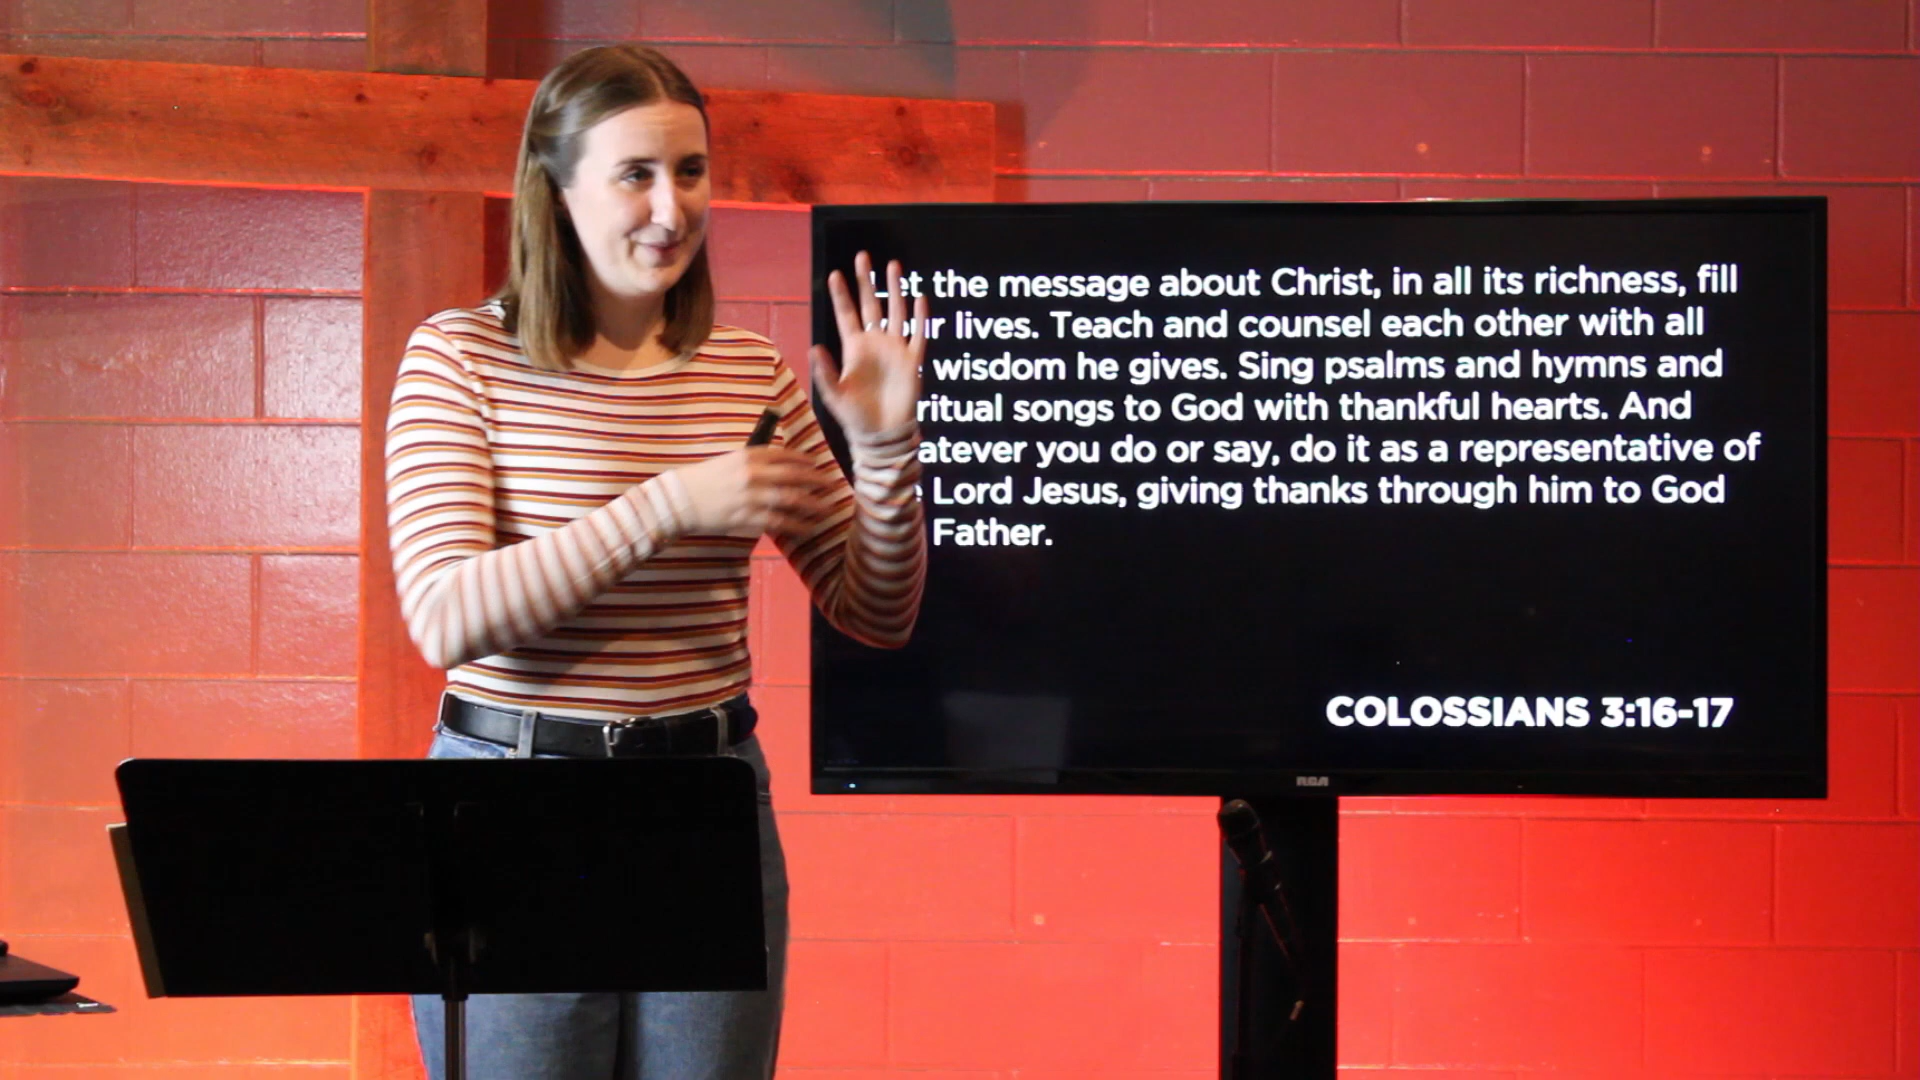 Let the message about Christ, in all its richness, fill
your lives. Teach and counsel each other with all
wisdom he gives. Sing psalms and hymns and
songs to God with thankful hearts. And
you do or say, do it as a representative of
Lord Jesus, giving thanks through him to God
Father.
COLOSSIANS 3:16-17
RCA